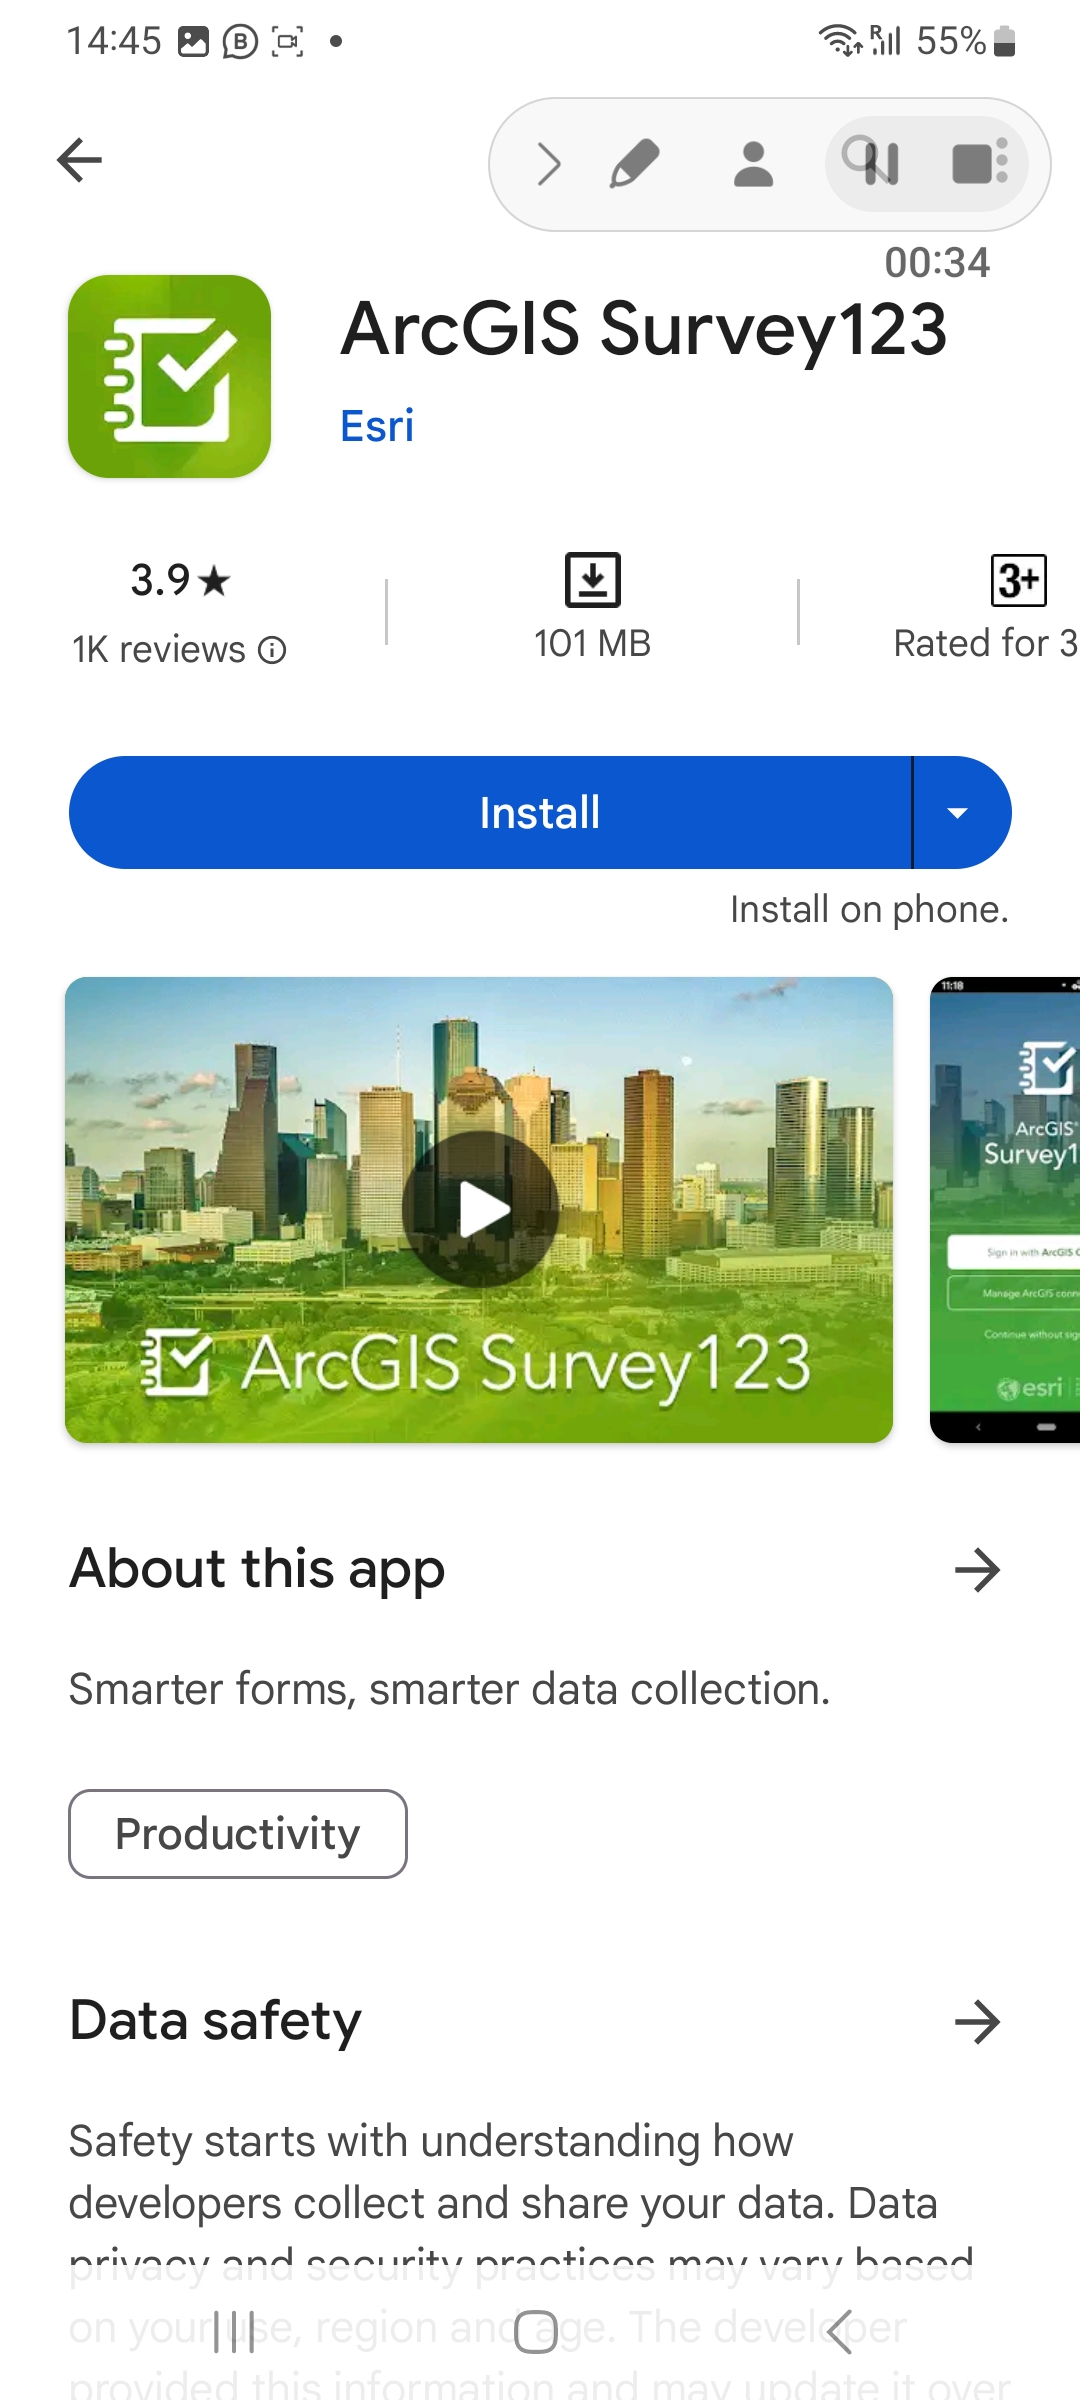 14:45
55%
00:34
ArcGIS Survey123
Esri
3.9★
1K reviews
101 MB
3+
Rated for 3
Install
Install on phone.
ArcGIS Survey123
11:18
ArcGIS
Survey1
Sign in with ArcGIS
Manage ArcGIS conn
Continue without sig
esri
About this app
Smarter forms, smarter data collection.
Productivity
Data safety
Safety starts with understanding how
developers collect and share your data. Data
privacy and security practices may vary based
on your use, region and age. The developer
provided this information and may update it over